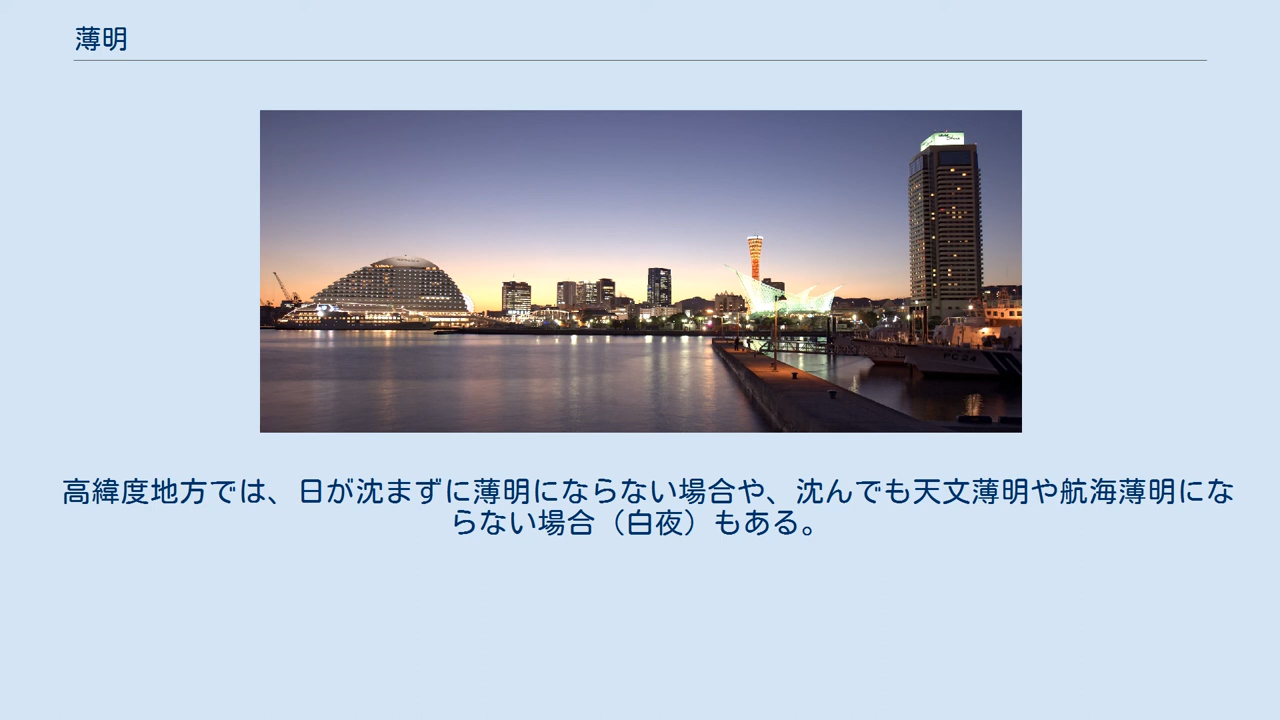 薄明
PC 24
高緯度地方では、日が沈まずに薄明にならない場合や、沈んでも天文薄明や航海薄明にな
らない場合（白夜）もある。